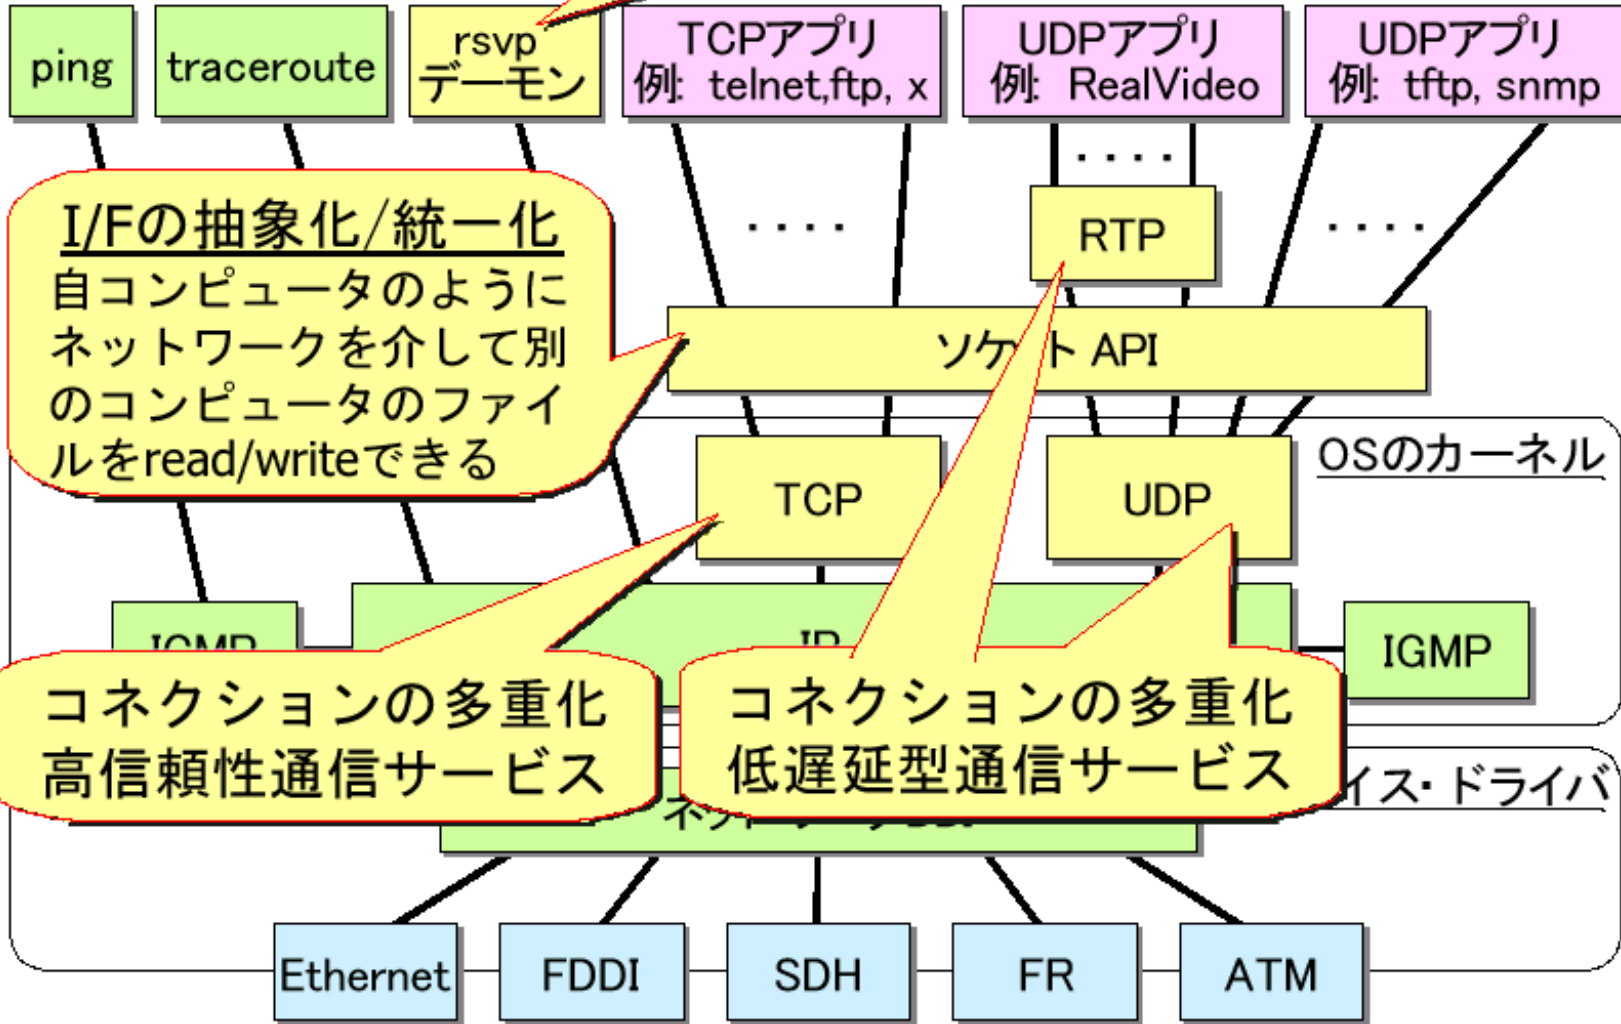 ping
traceroute
rsvp
デーモン
TCPアプリ
例: telnet,ftp, x
UDPアプリ
例: RealVideo
UDPアプリ
例: tftp, snmp
････
I/Fの抽象化/統一化
自コンピュータのように
ネットワークを介して別
のコンピュータのファイ
ルをread/writeできる
････
RTP
････
ソケット API
OSのカーネル
TCP
UDP
IP
IGMP
コネクションの多重化
高信頼性通信サービス
コネクションの多重化
低遅延型通信サービス
イス・ドライバ
Ethernet
FDDI
SDH
FR
ATM